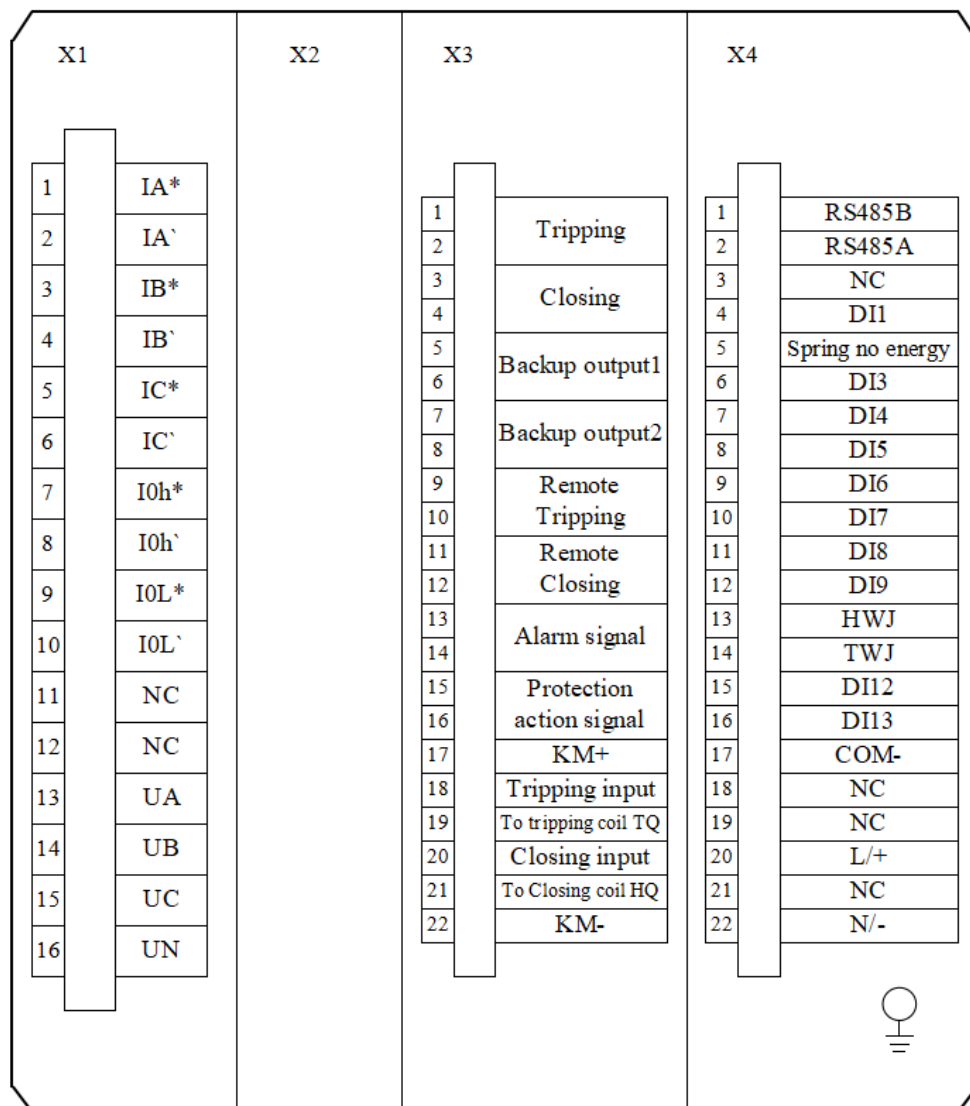 X1
X2
X3
X4
1 IA*
2 IA`
3 IB*
4 IB`
5 IC*
6 IC`
7 I0h*
8 I0h`
9 I0L*
10 I0L`
11 NC
12 NC
13 UA
14 UB
15 UC
16 UN
1
Tripping
2
3
Closing
4
5
Backup output1
6
7
Backup output2
8
9 Remote
10 Tripping
11 Remote
12 Closing
13
Alarm signal
14
15 Protection
16 action signal
17 KM+
18 Tripping input
19 To tripping coil TQ
20 Closing input
21 To Closing coil HQ
22 KM-
1 RS485B
2 RS485A
3 NC
4 DI1
5 Spring no energy
6 DI3
7 DI4
8 DI5
9 DI6
10 DI7
11 DI8
12 DI9
13 HWJ
14 TWJ
15 DI12
16 DI13
17 COM-
18 NC
19 NC
20 L/+
21 NC
22 N/-